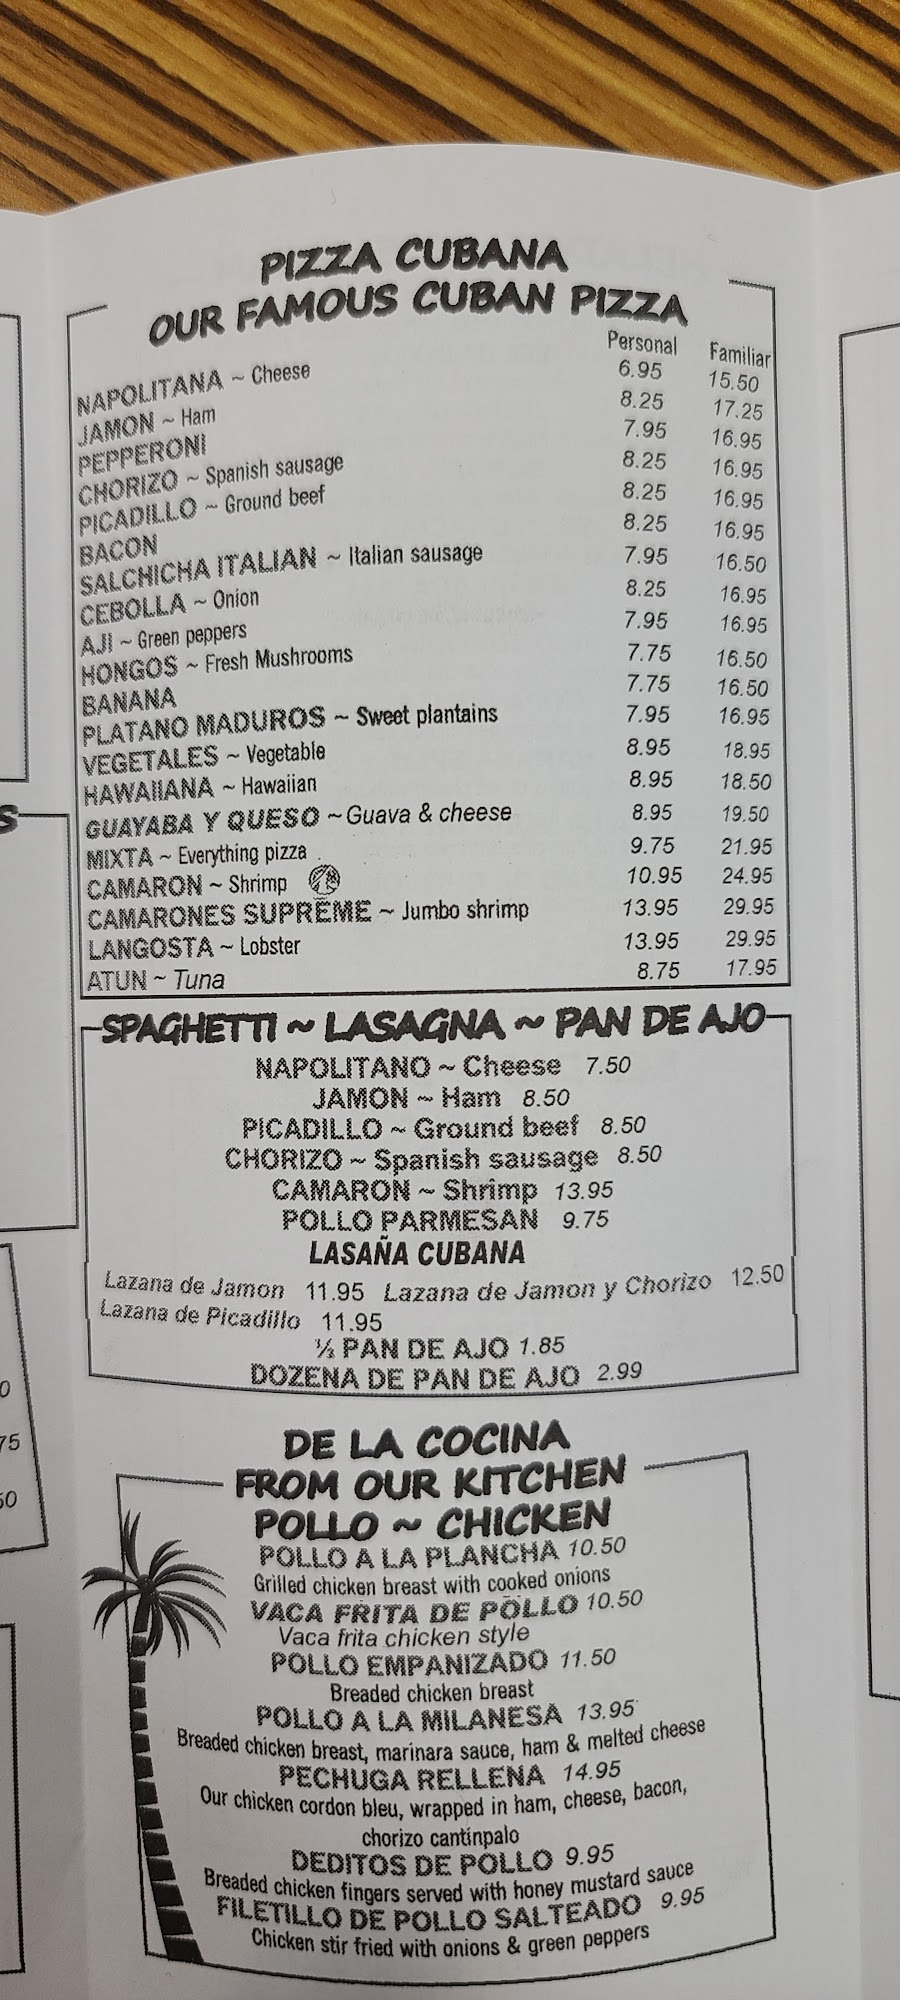 PIZZA CUBANA
OUR FAMOUS CUBAN PIZZA
Personal Familiar
NAPOLITANA ~ Cheese 6.95 15.50
JAMON ~ Ham 8.25 17.25
PEPPERONI 7.95 16.95
CHORIZO ~ Spanish sausage 8.25 16.95
PICADILLO ~ Ground beef 8.25 16.95
BACON 8.25 16.95
SALCHICHA ITALIAN ~ Italian sausage 7.95 16.50
CEBOLLA ~ Onion 8.25 16.95
AJI ~ Green peppers 7.95 16.95
HONGOS ~ Fresh Mushrooms 7.75 16.50
BANANA 7.75 16.50
PLATANO MADUROS ~ Sweet plantains 7.95 16.95
VEGETALES ~ Vegetable 8.95 18.95
HAWAIIANA ~ Hawaiian 8.95 18.50
GUAYABA Y QUESO ~ Guava & cheese 8.95 19.50
MIXTA ~ Everything pizza 9.75 21.95
CAMARON ~ Shrimp 10.95 24.95
CAMARONES SUPREME ~ Jumbo shrimp 13.95 29.95
LANGOSTA ~ Lobster 13.95 29.95
ATUN ~ Tuna 8.75 17.95
SPAGHETTI ~ LASAGNA ~ PAN DE AJO
NAPOLITANO ~ Cheese 7.50
JAMON ~ Ham 8.50
PICADILLO ~ Ground beef 8.50
CHORIZO ~ Spanish sausage 8.50
CAMARON ~ Shrimp 13.95
POLLO PARMESAN 9.75
LASAÑA CUBANA
Lazana de Jamon 11.95 Lazana de Jamon y Chorizo 12.50
Lazana de Picadillo 11.95
½ PAN DE AJO 1.85
DOZENA DE PAN DE AJO 2.99
DE LA COCINA
FROM OUR KITCHEN
POLLO ~ CHICKEN
POLLO A LA PLANCHA 10.50
Grilled chicken breast with cooked onions
VACA FRITA DE POLLO 10.50
Vaca frita chicken style
POLLO EMPANIZADO 11.50
Breaded chicken breast
POLLO A LA MILANESA 13.95
Breaded chicken breast, marinara sauce, ham & melted cheese
PECHUGA RELLENA 14.95
Our chicken cordon bleu, wrapped in ham, cheese, bacon,
chorizo cantinpalo
DEDITOS DE POLLO 9.95
Breaded chicken fingers served with honey mustard sauce
FILETILLO DE POLLO SALTEADO 9.95
Chicken stir fried with onions & green peppers